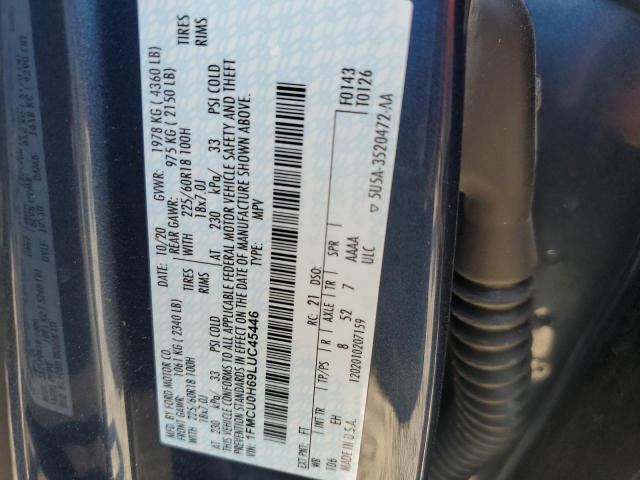 MFD. BY FORD MOTOR CO.
DATE: 10/20 GVWR: 1978 KG ( 4360 LB)
FRONT GAWR: 1061 KG ( 2340 LB) REAR GAWR: 975 KG ( 2150 LB)
225/60R18 100H TIRES WITH 225/60R18 100H TIRES
18x7.0J RIMS 18x7.0J RIMS
AT 230 kPa/ 33 PSI COLD AT 230 kPa/ 33 PSI COLD
THIS VEHICLE CONFORMS TO ALL APPLICABLE FEDERAL MOTOR VEHICLE SAFETY AND THEFT
PREVENTION STANDARDS IN EFFECT ON THE DATE OF MANUFACTURE SHOWN ABOVE.
VIN: 1FMCU0H69LUC45446 TYPE: MPV
F0143
T0126
EXT PNT: FT RC: 21 DSO:
WB INT TR TP/PS R AXLE TR SPR
106 EH 8 52 7 AAAA
ULC
1202010207159
MADE IN U.S.A.
5U5A-3520472-AA